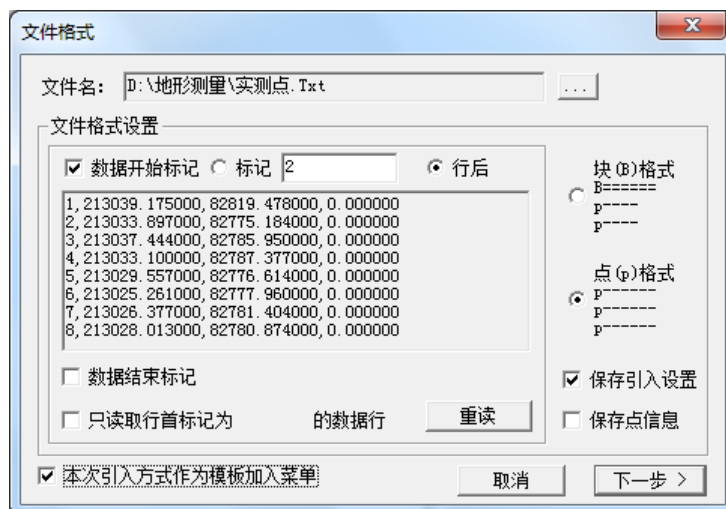 文件格式
文件名: D:\地形测量\实测点.Txt ...
文件格式设置
数据开始标记 标记 2 行后
1,213039.175000,82819.478000,0.000000
2,213033.897000,82775.184000,0.000000
3,213037.444000,82785.950000,0.000000
4,213033.100000,82787.377000,0.000000
5,213029.557000,82776.614000,0.000000
6,213025.261000,82777.960000,0.000000
7,213026.377000,82781.404000,0.000000
8,213028.013000,82780.874000,0.000000
块(B)格式
B======
p----
p----
点(p)格式
p------
p------
p------
数据结束标记
保存引入设置
只读取行首标记为 的数据行 重读
保存点信息
本次引入方式作为模板加入菜单
取消
下一步 >